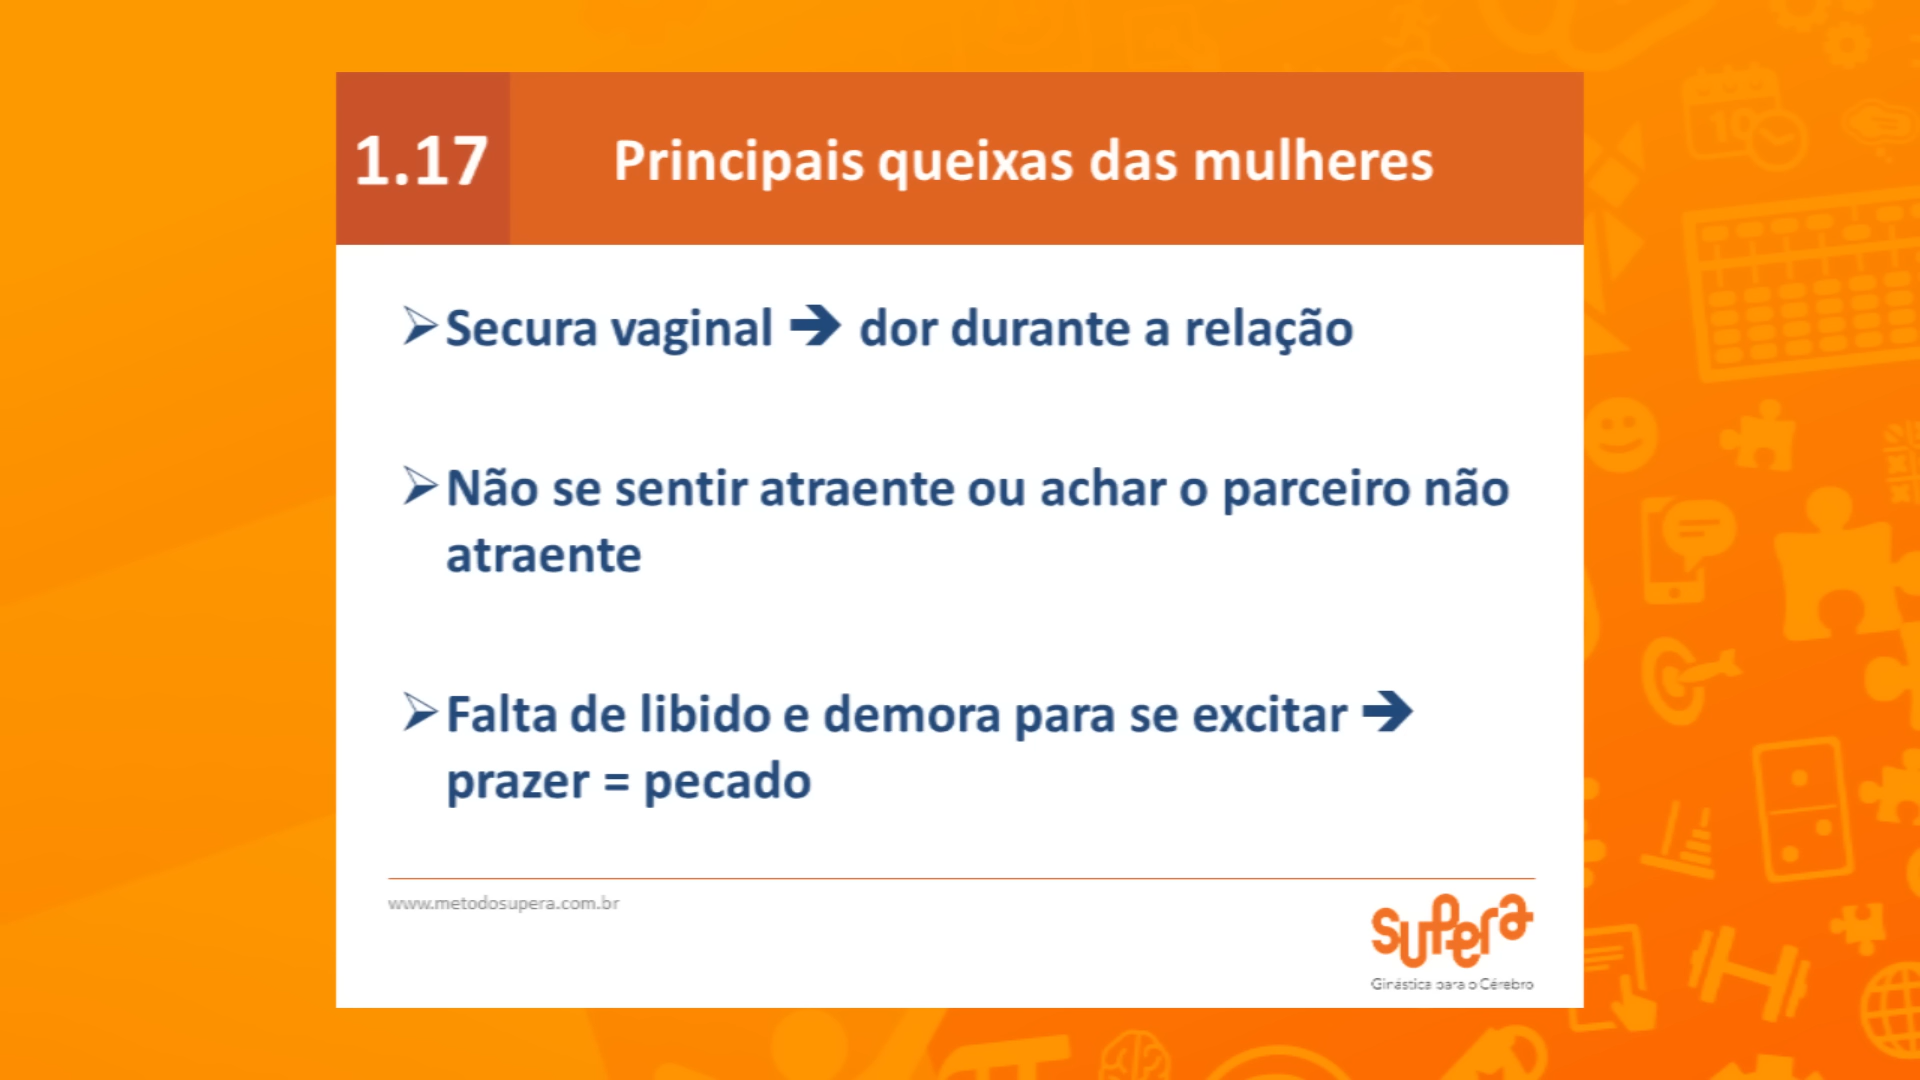 1.17
Principais queixas das mulheres
➢Secura vaginal → dor durante a relação
➢Não se sentir atraente ou achar o parceiro não
atraente
➢Falta de libido e demora para se excitar →
prazer = pecado
www.metodosupera.com.br
supera
Ginástica para o Cérebro
10